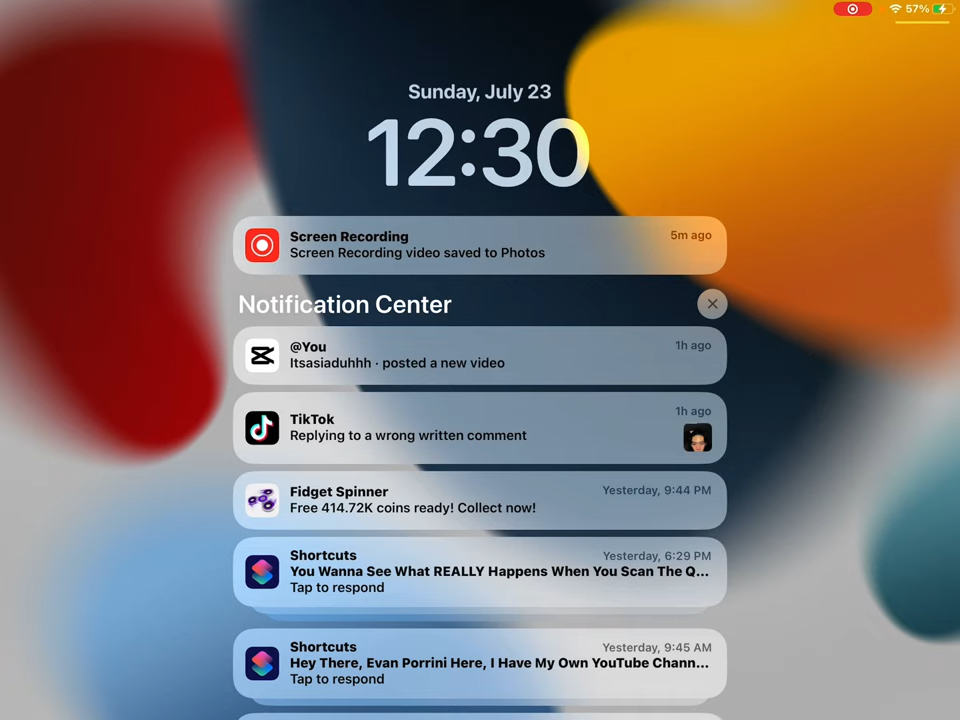 57%
Sunday, July 23
12:30
Screen Recording
5m ago
Screen Recording video saved to Photos
Notification Center
@You
1h ago
Itsasiaduhhh · posted a new video
TikTok
1h ago
Replying to a wrong written comment
Fidget Spinner
Yesterday, 9:44 PM
Free 414.72K coins ready! Collect now!
Shortcuts
Yesterday, 6:29 PM
You Wanna See What REALLY Happens When You Scan The Q...
Tap to respond
Shortcuts
Yesterday, 9:45 AM
Hey There, Evan Porrini Here, I Have My Own YouTube Chann...
Tap to respond